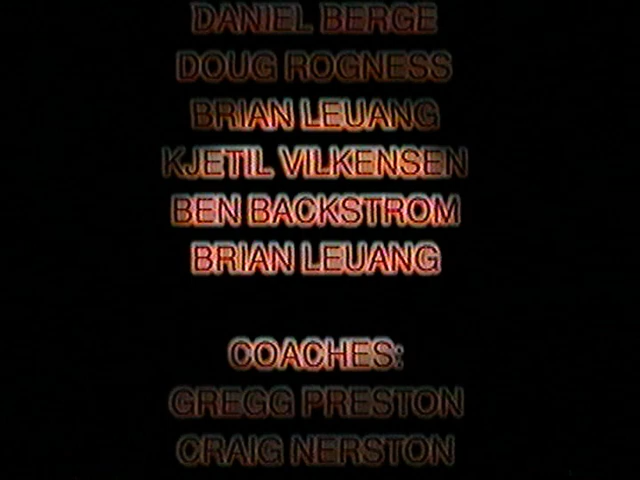 DANIEL BERGE
DOUG ROGNESS
BRIAN LEUANG
KJETIL VILKENSEN
BEN BACKSTROM
BRIAN LEUANG
COACHES:
GREGG PRESTON
CRAIG NERSTON